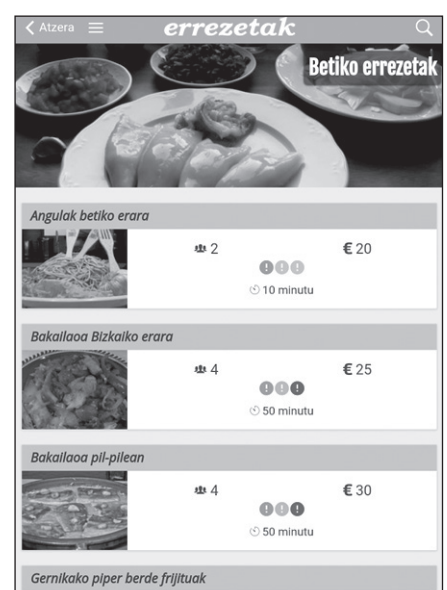 Atzera
errezetak
Betiko errezetak
Angulak betiko erara
2
€ 20
10 minutu
Bakailaoa Bizkaiko erara
4
€ 25
50 minutu
Bakailaoa pil-pilean
4
€ 30
50 minutu
Gernikako piper berde frijituak